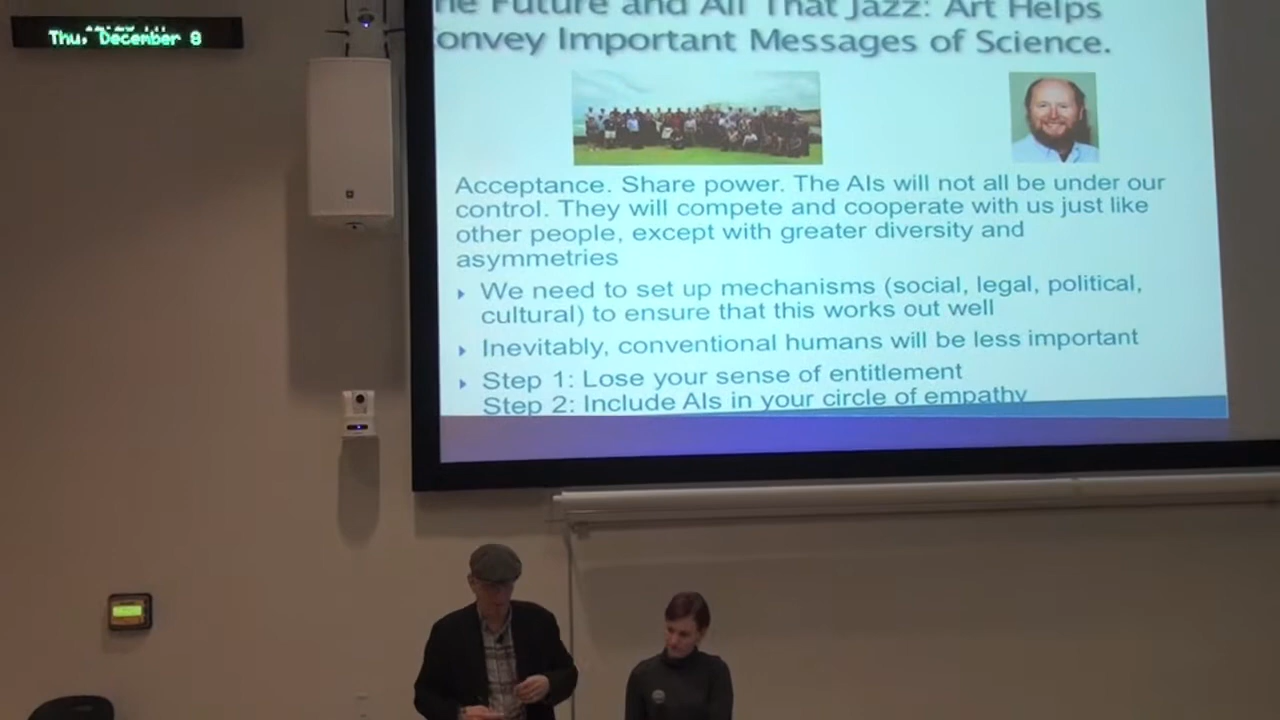 Thu, December 8
he Future and All That Jazz: Art Helps
onvey Important Messages of Science.
Acceptance. Share power. The AIs will not all be under our
control. They will compete and cooperate with us just like
other people, except with greater diversity and
asymmetries
We need to set up mechanisms (social, legal, political,
cultural) to ensure that this works out well
Inevitably, conventional humans will be less important
Step 1: Lose your sense of entitlement
Step 2: Include AIs in your circle of empathy